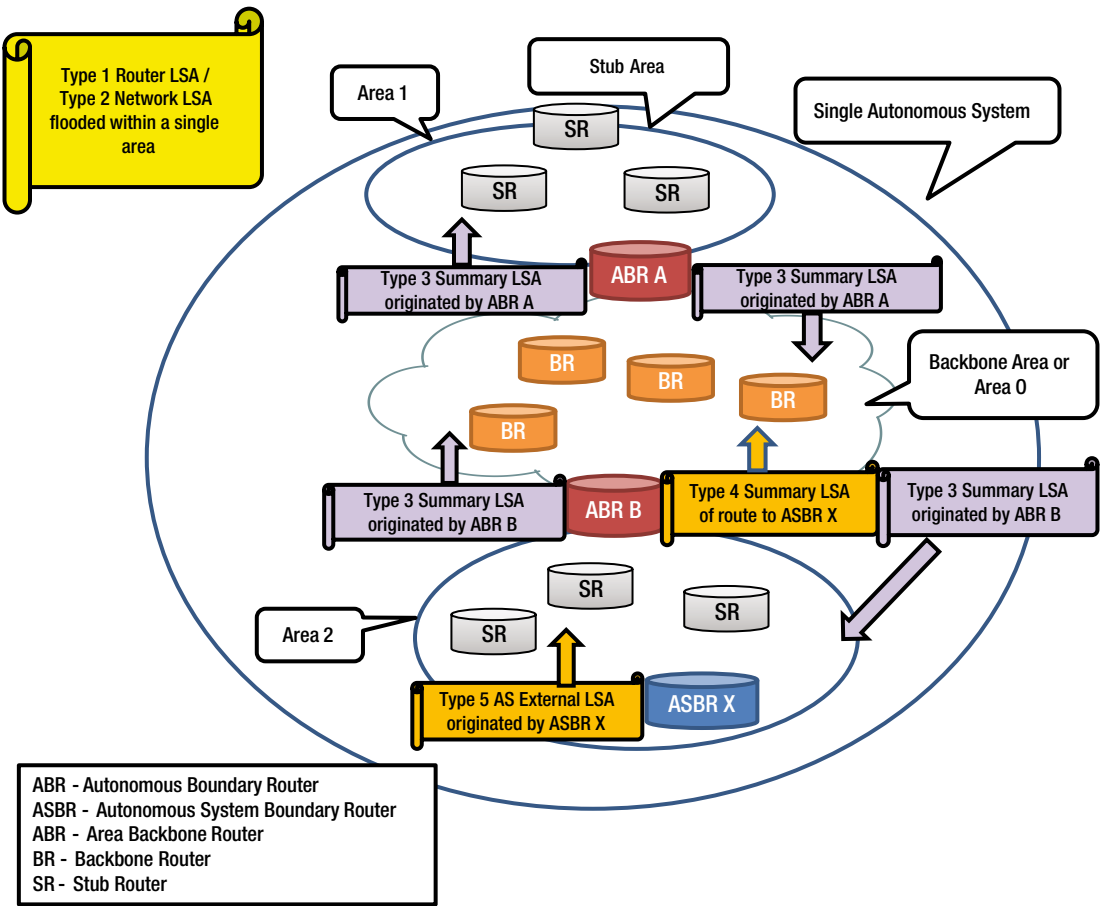 Type 1 Router LSA /
Type 2 Network LSA
flooded within a single
area
Area 1
Stub Area
Single Autonomous System
SR
SR
SR
ABR A
Type 3 Summary LSA
originated by ABR A
Type 3 Summary LSA
originated by ABR A
BR
BR
BR
BR
Backbone Area or
Area 0
Type 3 Summary LSA
originated by ABR B
ABR B
Type 4 Summary LSA
of route to ASBR X
Type 3 Summary LSA
originated by ABR B
SR
SR
SR
Area 2
Type 5 AS External LSA
originated by ASBR X
ASBR X
ABR - Autonomous Boundary Router
ASBR - Autonomous System Boundary Router
ABR - Area Backbone Router
BR - Backbone Router
SR - Stub Router